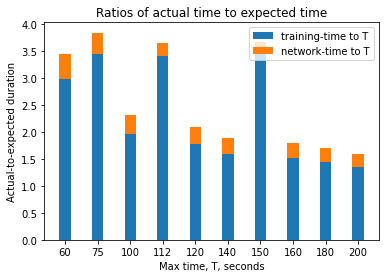 Ratios of actual time to expected time
training-time to T
network-time to T
Actual-to-expected duration
4.0
3.5
3.0
2.5
2.0
1.5
1.0
0.5
0.0
60 75 100 112 120 140 150 160 180 200
Max time, T, seconds